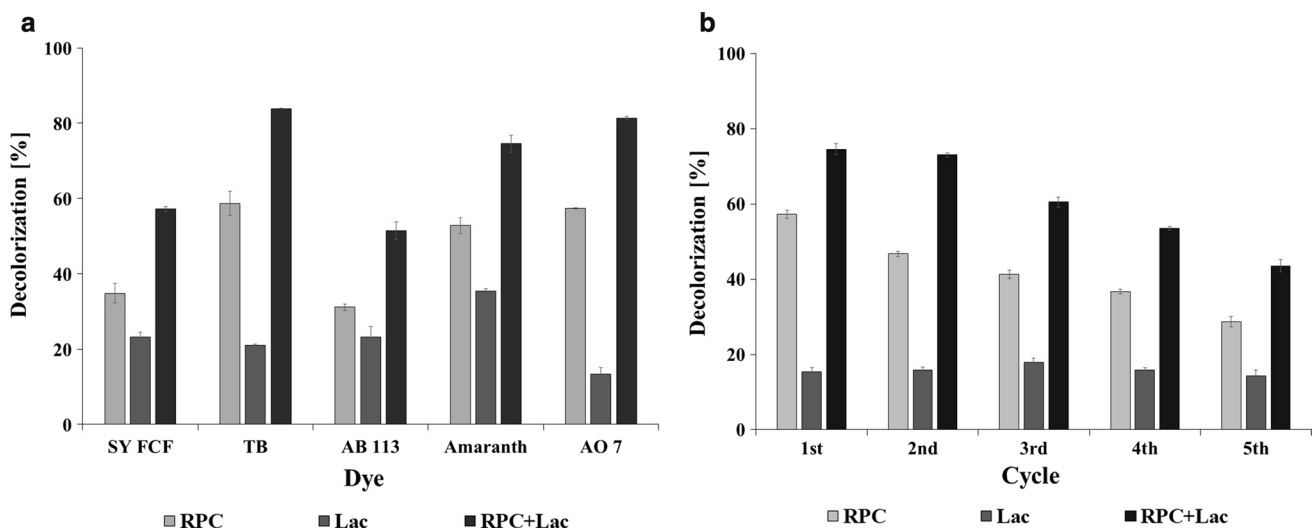 a
100
80
60
40
20
0
Decolorization [%]
SY FCF TB AB 113 Amaranth AO 7
Dye
RPC Lac RPC+Lac
b
100
80
60
40
20
0
Decolorization [%]
1st 2nd 3rd 4th 5th
Cycle
RPC Lac RPC+Lac